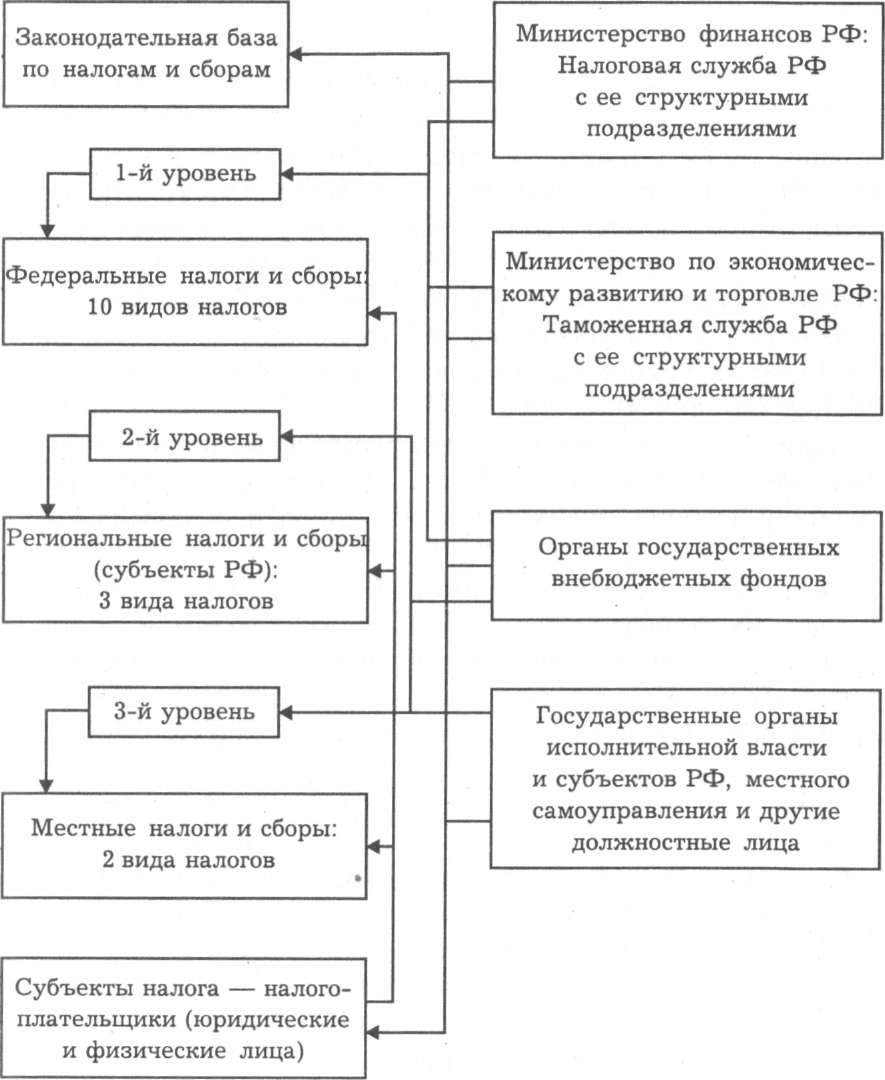 Законодательная база
по налогам и сборам
1-й уровень
Федеральные налоги и сборы:
10 видов налогов
2-й уровень
Региональные налоги и сборы
(субъекты РФ):
3 вида налогов
3-й уровень
Местные налоги и сборы:
2 вида налогов
Субъекты налога — налого-
плательщики (юридические
и физические лица)
Министерство финансов РФ:
Налоговая служба РФ
с ее структурными
подразделениями
Министерство по экономичес-
кому развитию и торговле РФ:
Таможенная служба РФ
с ее структурными
подразделениями
Органы государственных
внебюджетных фондов
Государственные органы
исполнительной власти
и субъектов РФ, местного
самоуправления и другие
должностные лица